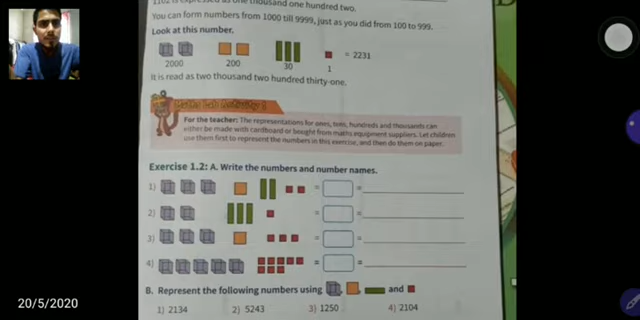 1102 is expressed as one thousand one hundred two.
You can form numbers from 1000 till 9999, just as you did from 100 to 999.
Look at this number.
= 2231
2000 200 30 1
It is read as two thousand two hundred thirty-one.
For the teacher: The representations for ones, tens, hundreds and thousands can
either be made with cardboard or bought from maths equipment suppliers. Let children
use them first to represent the numbers in this exercise, and then do them on paper.
Exercise 1.2: A. Write the numbers and number names.
1) = =
2) = =
3) = =
4) = =
B. Represent the following numbers using , , and
1) 2134 2) 5243 3) 1250 4) 2104
20/5/2020